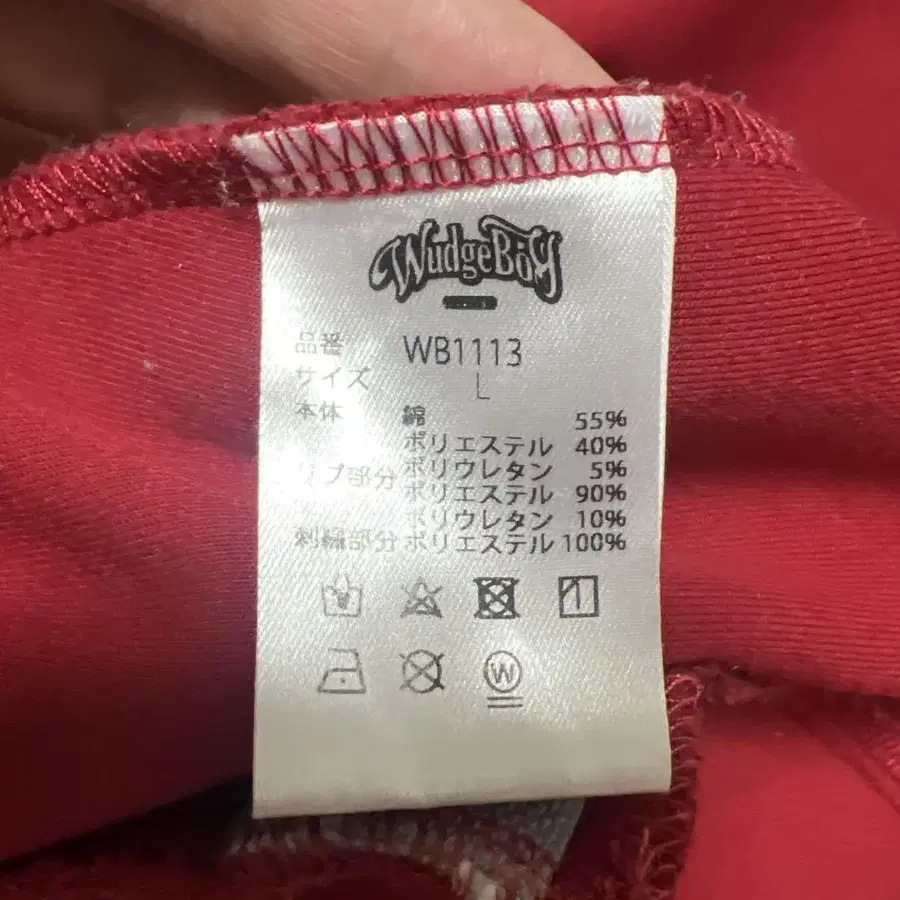 WudgeBoy
品番 WB1113
サイズ L
本体 綿 55%
ポリエステル 40%
ポリウレタン 5%
リブ部分 ポリエステル 90%
ポリウレタン 10%
刺繍部分 ポリエステル 100%
W